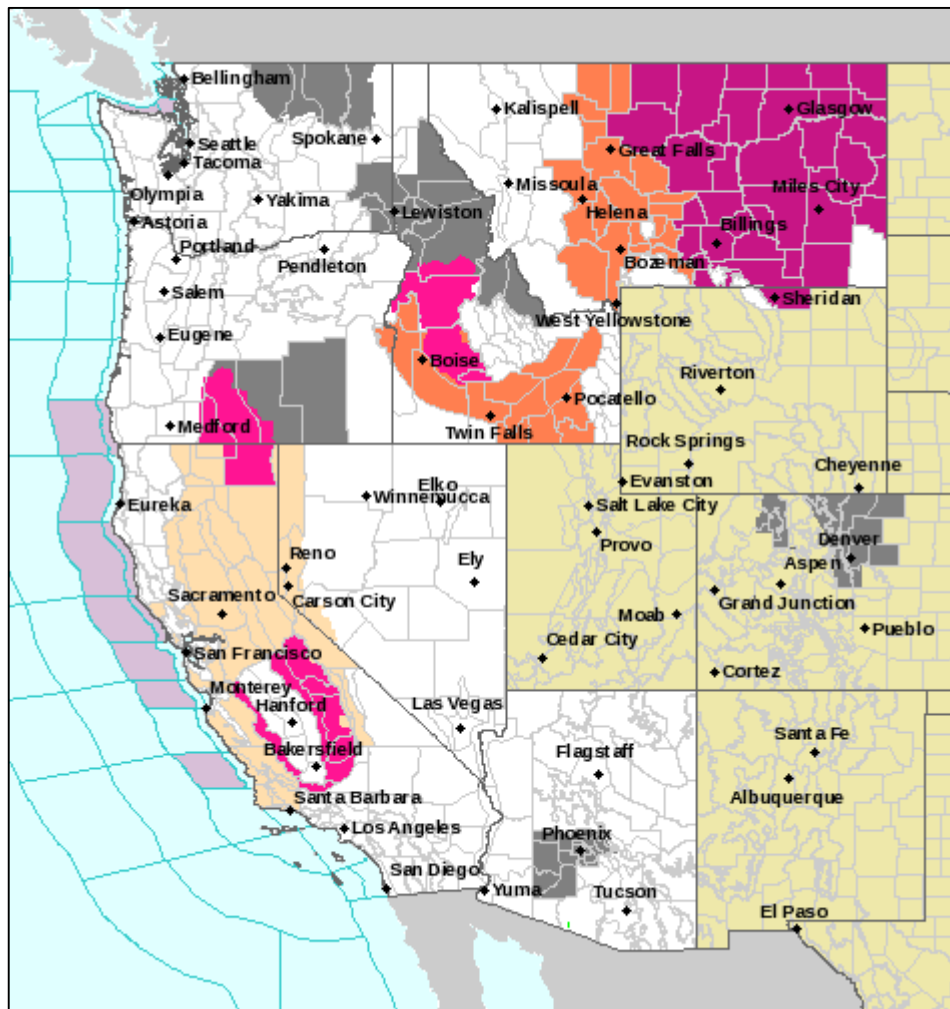 Bellingham
Kalispell
Glasgow
Seattle
Spokane
Great Falls
Tacoma
Missoula
Miles City
Olympia
Yakima
Helena
Lewiston
Astoria
Billings
Portland
Pendleton
Bozeman
Salem
Sheridan
West Yellowstone
Eugene
Boise
Riverton
Pocatello
Medford
Twin Falls
Rock Springs
Cheyenne
Elko
Evanston
Winnemucca
Eureka
Salt Lake City
Provo
Denver
Reno
Ely
Aspen
Sacramento
Carson City
Grand Junction
Moab
Pueblo
Cedar City
San Francisco
Cortez
Monterey
Hanford
Las Vegas
Bakersfield
Flagstaff
Santa Fe
Albuquerque
Santa Barbara
Los Angeles
Phoenix
San Diego
Yuma
Tucson
El Paso